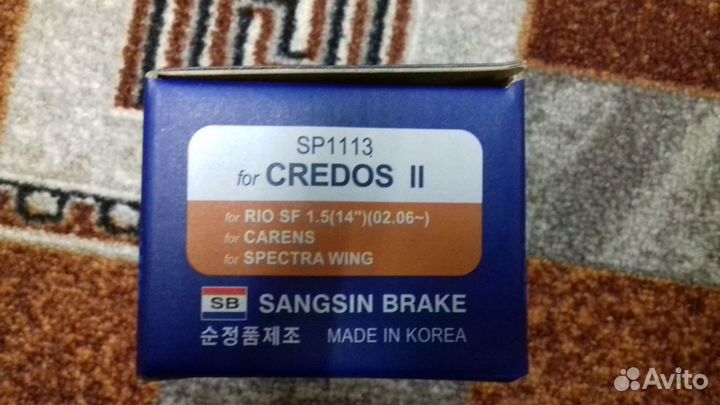 SP1113
for CREDOS II
for RIO SF 1.5(14")(02.06~)
for CARENS
for SPECTRA WING
SB SANGSIN BRAKE
순정품제조 MADE IN KOREA
Avito